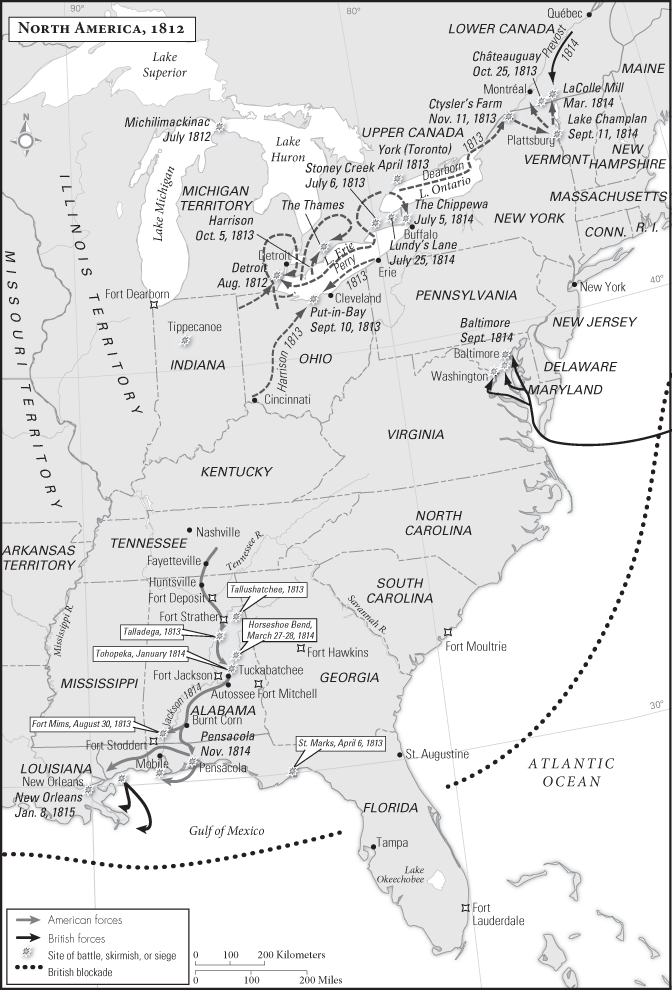 NORTH AMERICA, 1812
90°
80°
Québec
LOWER CANADA
Prevost
1814
Lake
Superior
MAINE
Châteauguay
Oct. 25, 1813
Montréal
LaColle Mill
Mar. 1814
Ctysler's Farm
Nov. 11, 1813
Lake Champlan
Sept. 11, 1814
Michilimackinac
July 1812
Lake
Huron
UPPER CANADA
1813
Plattsburg
VERMONT
NEW
HAMPSHIRE
York (Toronto)
April 1813
Stoney Creek
July 6, 1813
Dearborn
L. Ontario
Lake Michigan
MICHIGAN
TERRITORY
The Thames
The Chippewa
July 5, 1814
MASSACHUSETTS
Harrison
Oct. 5, 1813
NEW YORK
CONN.
R. I.
Buffalo
Lundy's Lane
July 25, 1814
Detroit
L. Erie
Perry
1813
Erie
Detroit
Aug. 1812
ILLINOIS TERRITORY
MISSOURI TERRITORY
40°
Fort Dearborn
Cleveland
PENNSYLVANIA
New York
Put-in-Bay
Sept. 10, 1813
NEW JERSEY
Tippecanoe
Baltimore
Sept. 1814
Baltimore
INDIANA
OHIO
Harrison 1813
Washington
DELAWARE
MARYLAND
Cincinnati
VIRGINIA
KENTUCKY
Nashville
NORTH
CAROLINA
TENNESSEE
Tennessee R.
ARKANSAS
TERRITORY
Fayetteville
Huntsville
Fort Deposit
Tallushatchee, 1813
SOUTH
CAROLINA
Mississippi R.
Fort Strather
Savannah R.
Talladega, 1813
Horseshoe Bend,
March 27-28, 1814
Fort Moultrie
Fort Hawkins
Tohopeka, January 1814
Tuckabatchee
Fort Jackson
GEORGIA
MISSISSIPPI
Autossee
Fort Mitchell
Jackson 1814
ALABAMA
30°
Burnt Corn
Fort Mims, August 30, 1813
Pensacola
Nov. 1814
St. Marks, April 6, 1813
Fort Stoddert
St. Augustine
Mobile
Pensacola
LOUISIANA
New Orleans
New Orleans
Jan. 8, 1815
ATLANTIC
OCEAN
FLORIDA
Gulf of Mexico
Tampa
Lake
Okeechobee
Fort
Lauderdale
American forces
British forces
Site of battle, skirmish, or siege
British blockade
0 100 200 Kilometers
0 100 200 Miles
N